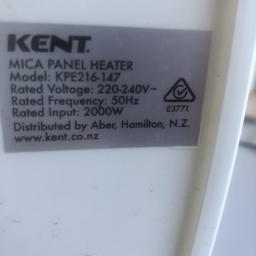 KENT.
MICA PANEL HEATER
Model: KPE216-147
Rated Voltage: 220-240V~
Rated Frequency: 50Hz
Rated Input: 2000W
E3771
Distributed by Aber, Hamilton, N.Z.
www.kent.co.nz